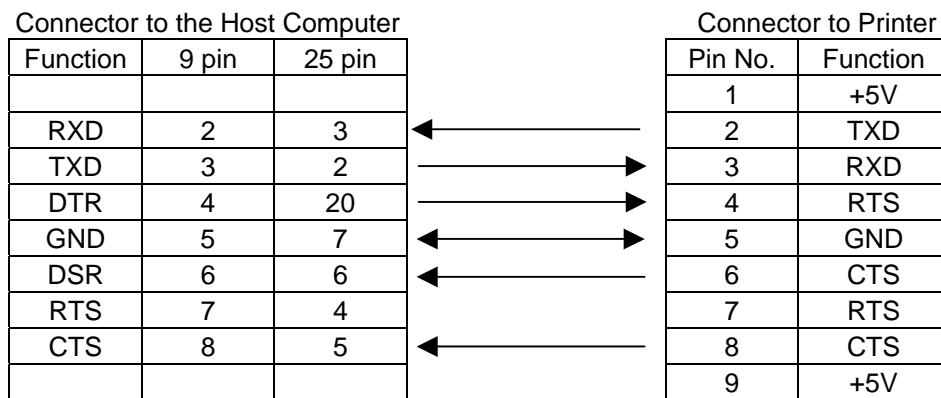 Connector to the Host Computer Connector to Printer
Function 9 pin 25 pin Pin No. Function
1 +5V
RXD 2 3 2 TXD
TXD 3 2 3 RXD
DTR 4 20 4 RTS
GND 5 7 5 GND
DSR 6 6 6 CTS
RTS 7 4 7 RTS
CTS 8 5 8 CTS
9 +5V